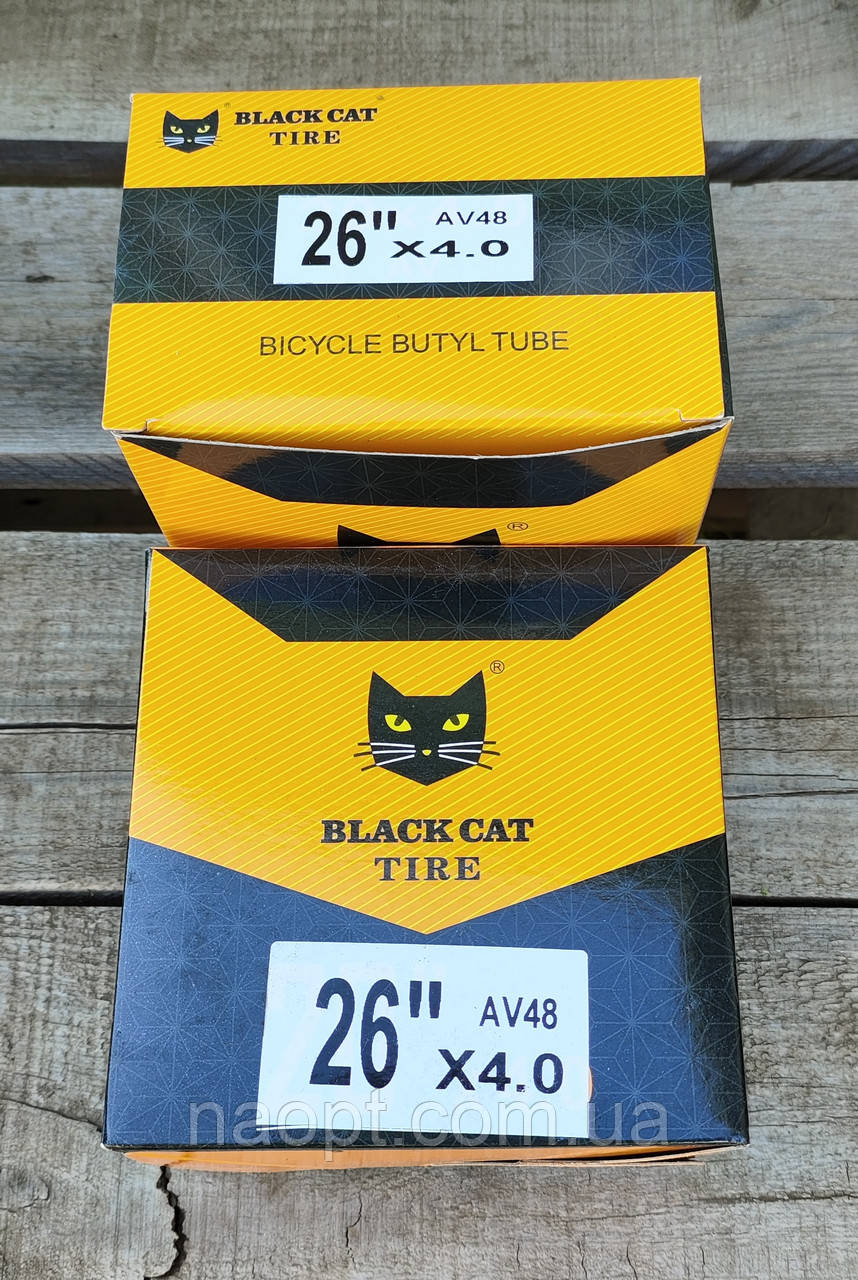 BLACK CAT
TIRE
26" AV48
X4.0
BICYCLE BUTYL TUBE
®
®
BLACK CAT
TIRE
26" AV48
X4.0
naopt.com.ua